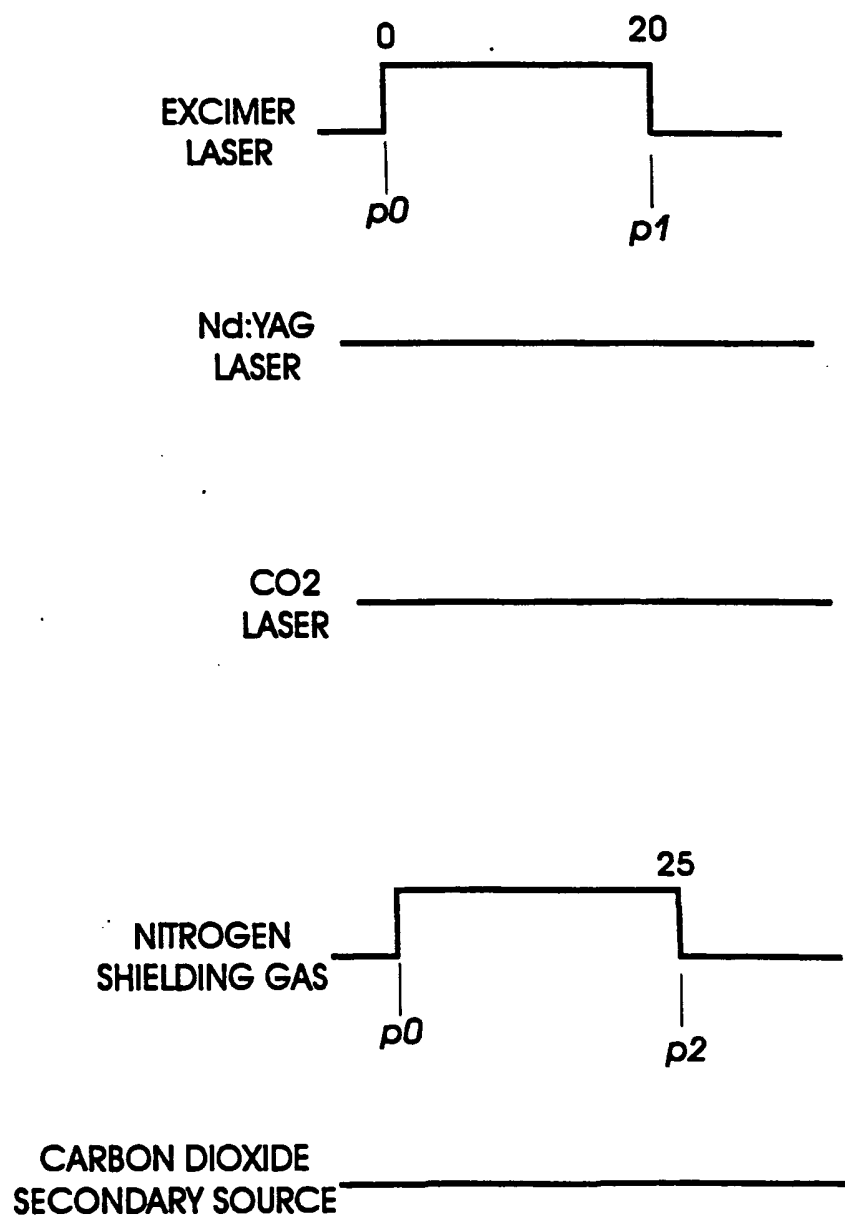 0 20
EXCIMER
LASER
p0 p1
Nd:YAG
LASER
CO2
LASER
25
NITROGEN
SHIELDING GAS
p0 p2
CARBON DIOXIDE
SECONDARY SOURCE